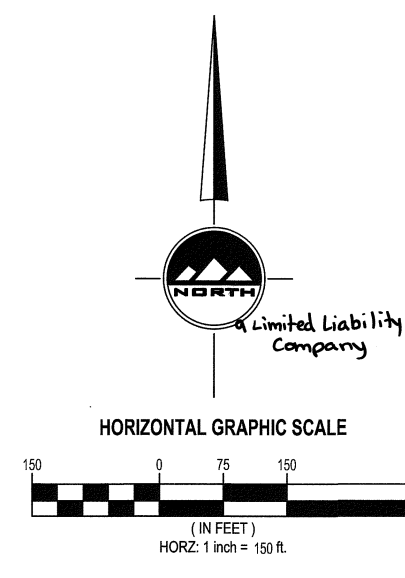 NORTH
a Limited Liability
Company
HORIZONTAL GRAPHIC SCALE
150 0 75 150
( IN FEET )
HORZ: 1 inch = 150 ft.